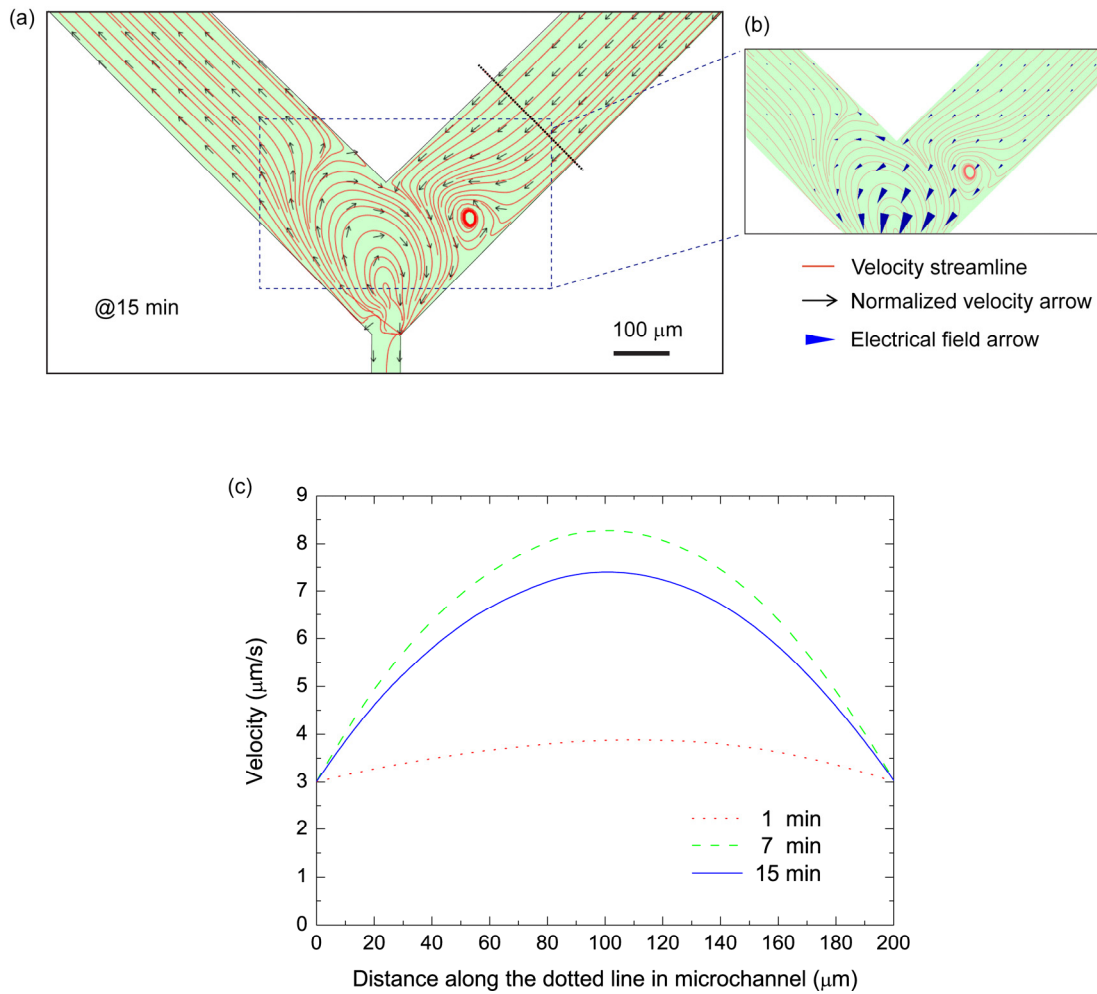 (a)
@15 min
100 μm
(b)
Velocity streamline
Normalized velocity arrow
Electrical field arrow
(c)
9
8
7
6
5
4
3
2
1
0
Velocity (μm/s)
1 min
7 min
15 min
0 20 40 60 80 100 120 140 160 180 200
Distance along the dotted line in microchannel (μm)